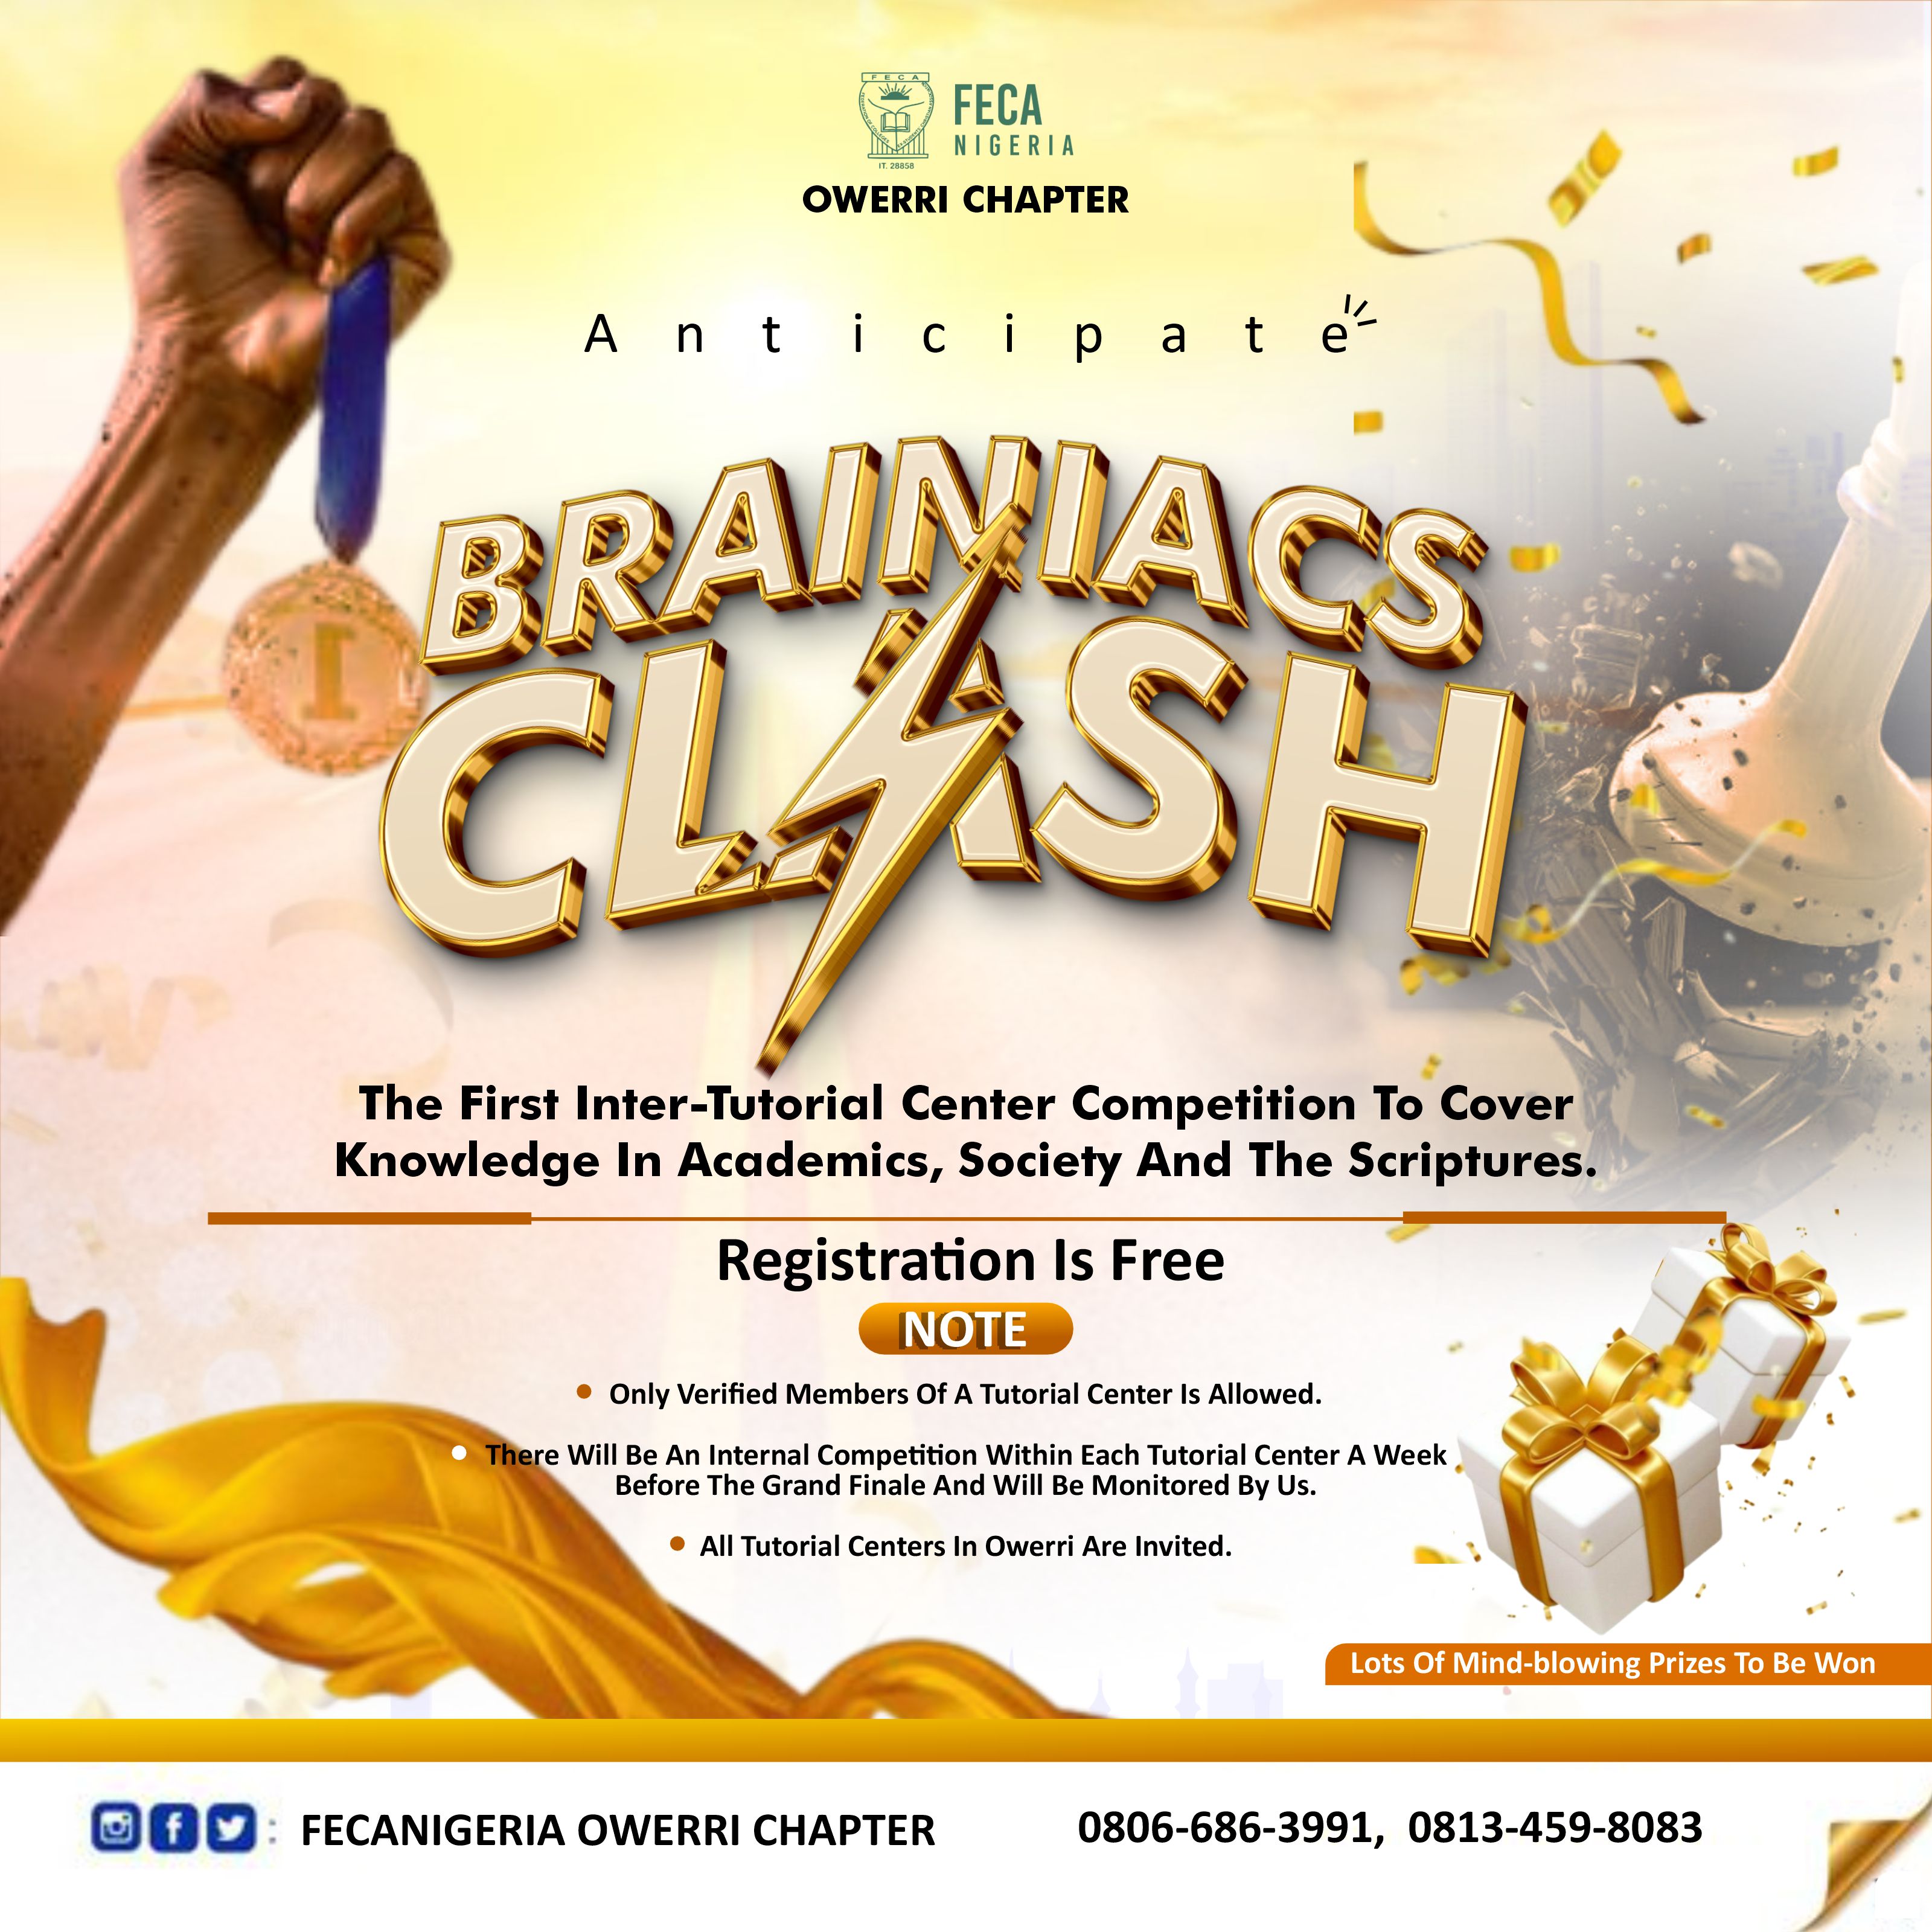 FECA
FECA
NIGERIA
IT. 28858
OWERRI CHAPTER
Anticipate
BRAINIACS
CLASH
The First Inter-Tutorial Center Competition To Cover
Knowledge In Academics, Society And The Scriptures.
Registration Is Free
NOTE
• Only Verified Members Of A Tutorial Center Is Allowed.
• There Will Be An Internal Competition Within Each Tutorial Center A Week
Before The Grand Finale And Will Be Monitored By Us.
• All Tutorial Centers In Owerri Are Invited.
Lots Of Mind-blowing Prizes To Be Won
: FECANIGERIA OWERRI CHAPTER
0806-686-3991, 0813-459-8083
1